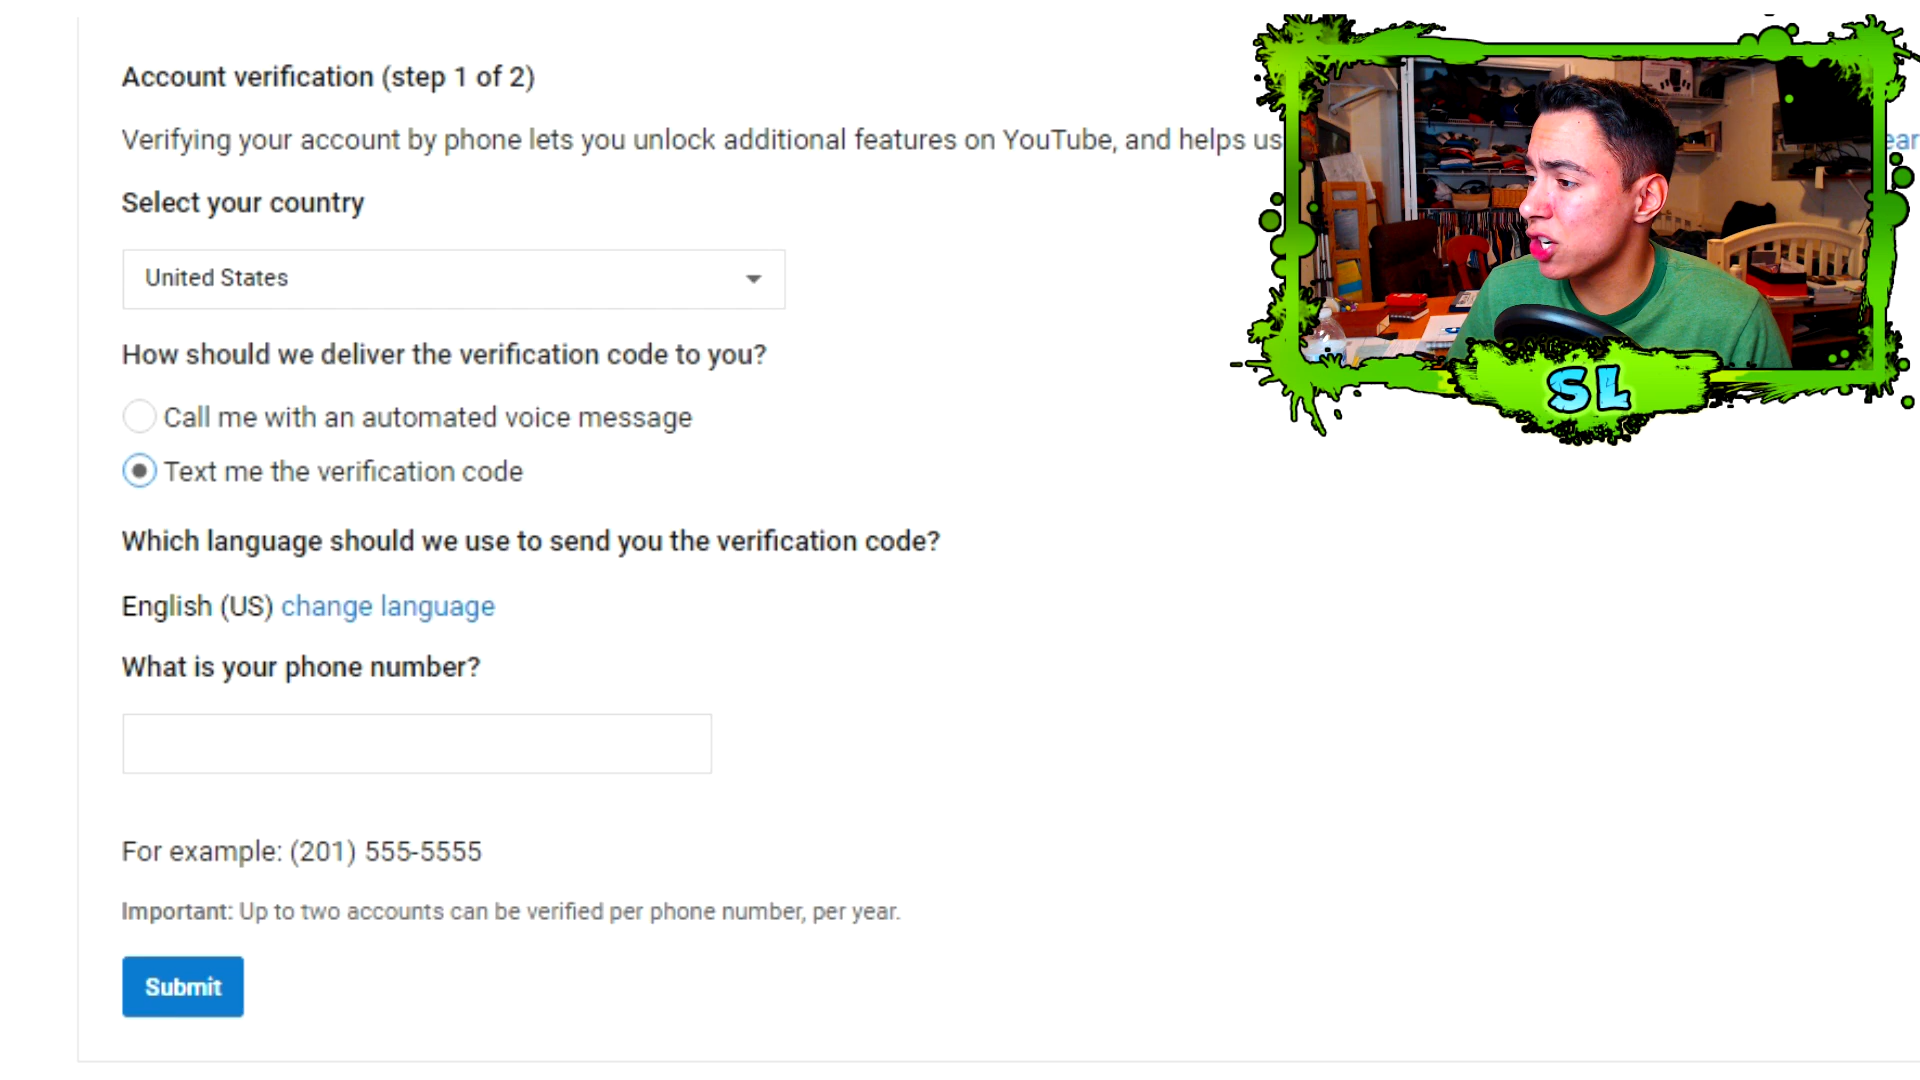 Account verification (step 1 of 2)
Verifying your account by phone lets you unlock additional features on YouTube, and helps us
Select your country
United States
How should we deliver the verification code to you?
Call me with an automated voice message
Text me the verification code
Which language should we use to send you the verification code?
English (US) change language
What is your phone number?
For example: (201) 555-5555
Important: Up to two accounts can be verified per phone number, per year.
Submit
SL